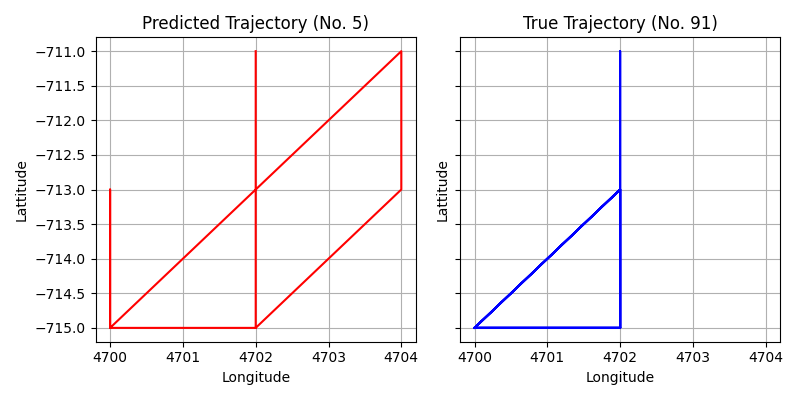 Predicted Trajectory (No. 5)
True Trajectory (No. 91)
−711.0
−711.5
−712.0
−712.5
−713.0
−713.5
−714.0
−714.5
−715.0
Lattitude
Lattitude
4700 4701 4702 4703 4704
4700 4701 4702 4703 4704
Longitude
Longitude